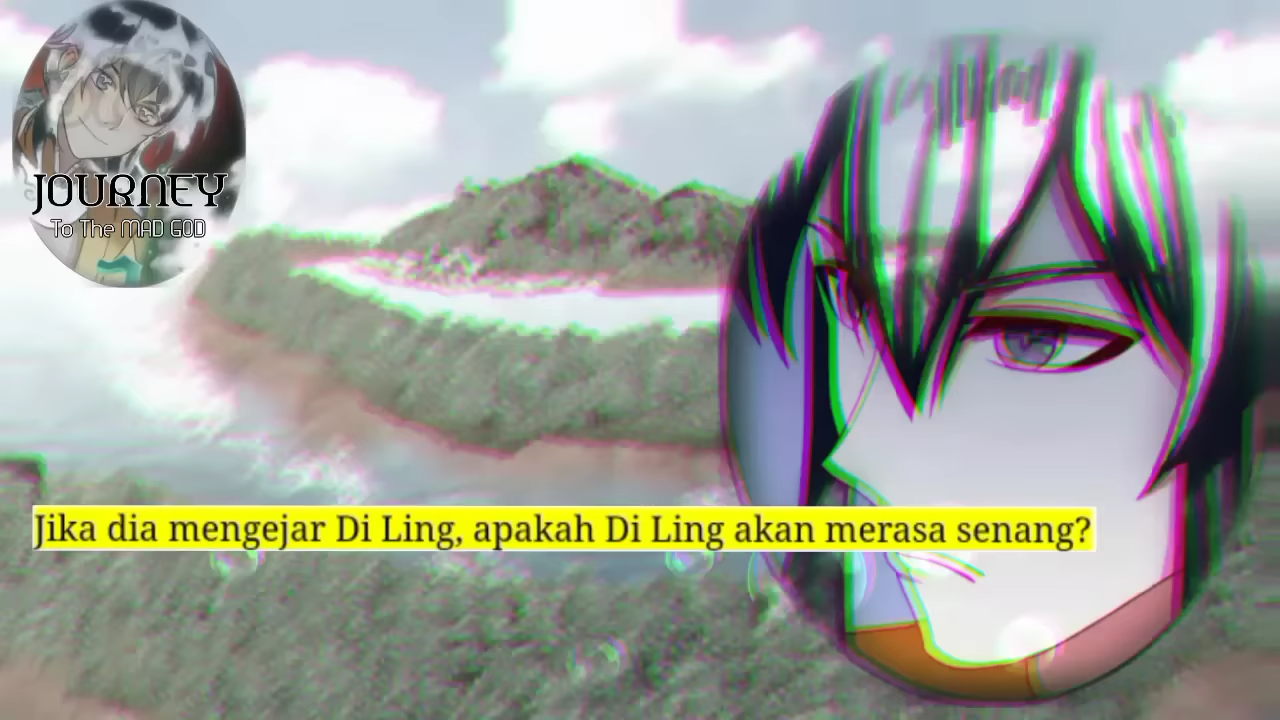 JOURNEY
To The MAD GOD
Jika dia mengejar Di Ling, apakah Di Ling akan merasa senang?